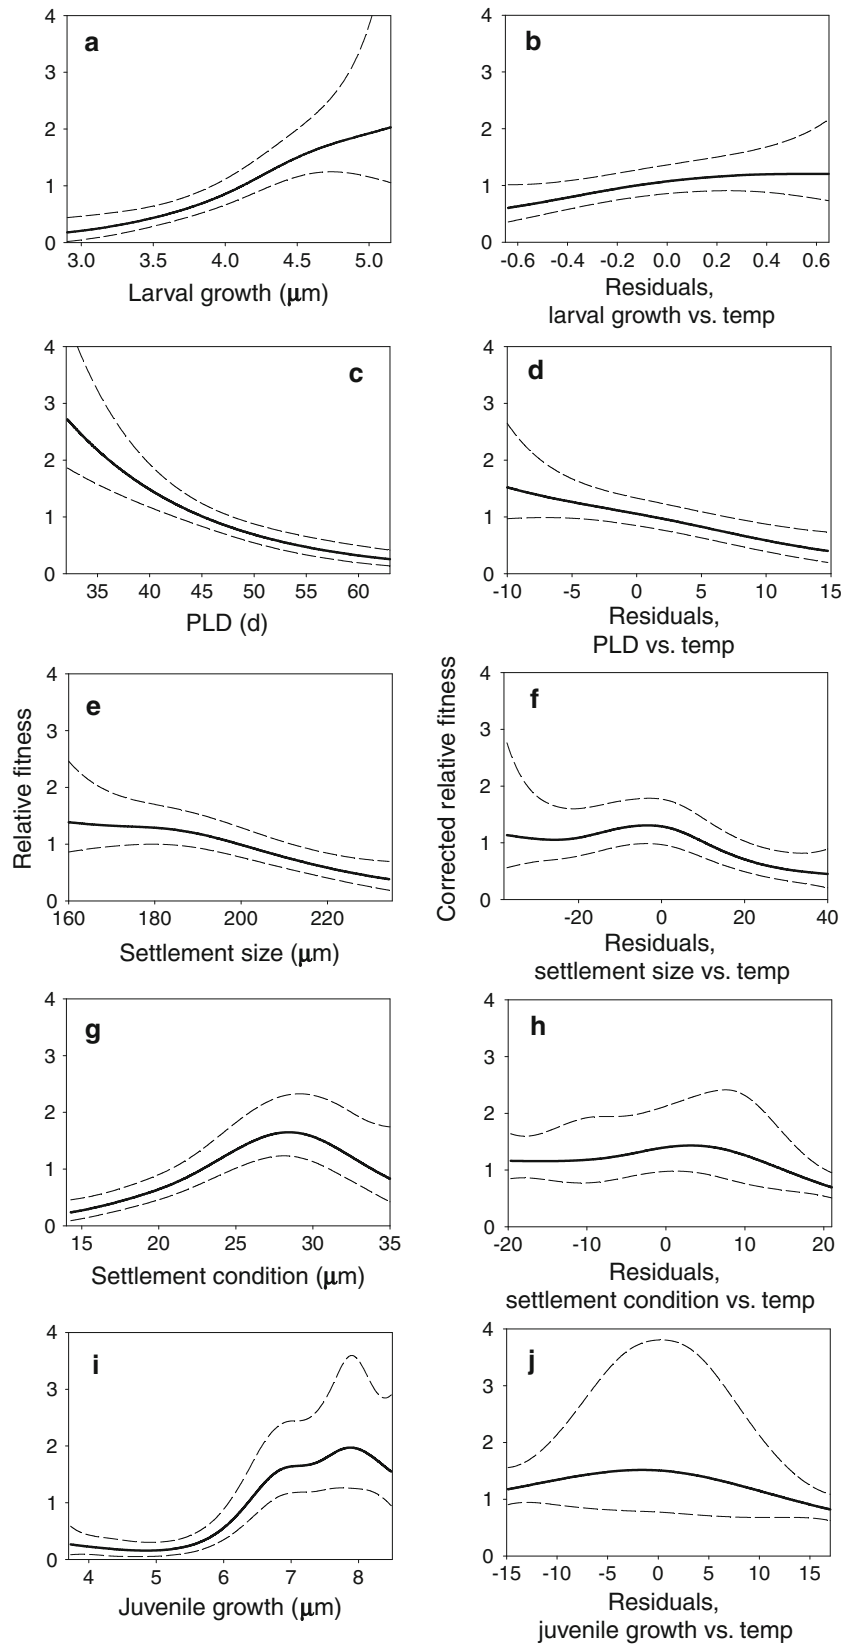 a
4
3
2
1
0
3.0 3.5 4.0 4.5 5.0
Larval growth (μm)
b
4
3
2
1
0
-0.6 -0.4 -0.2 0.0 0.2 0.4 0.6
Residuals,
larval growth vs. temp
c
4
3
2
1
0
35 40 45 50 55 60
PLD (d)
d
4
3
2
1
0
-10 -5 0 5 10 15
Residuals,
PLD vs. temp
Relative fitness
e
4
3
2
1
0
160 180 200 220
Settlement size (μm)
Corrected relative fitness
f
4
3
2
1
0
-20 0 20 40
Residuals,
settlement size vs. temp
g
4
3
2
1
0
15 20 25 30 35
Settlement condition (μm)
h
4
3
2
1
0
-20 -10 0 10 20
Residuals,
settlement condition vs. temp
i
4
3
2
1
0
4 5 6 7 8
Juvenile growth (μm)
j
4
3
2
1
0
-15 -10 -5 0 5 10 15
Residuals,
juvenile growth vs. temp